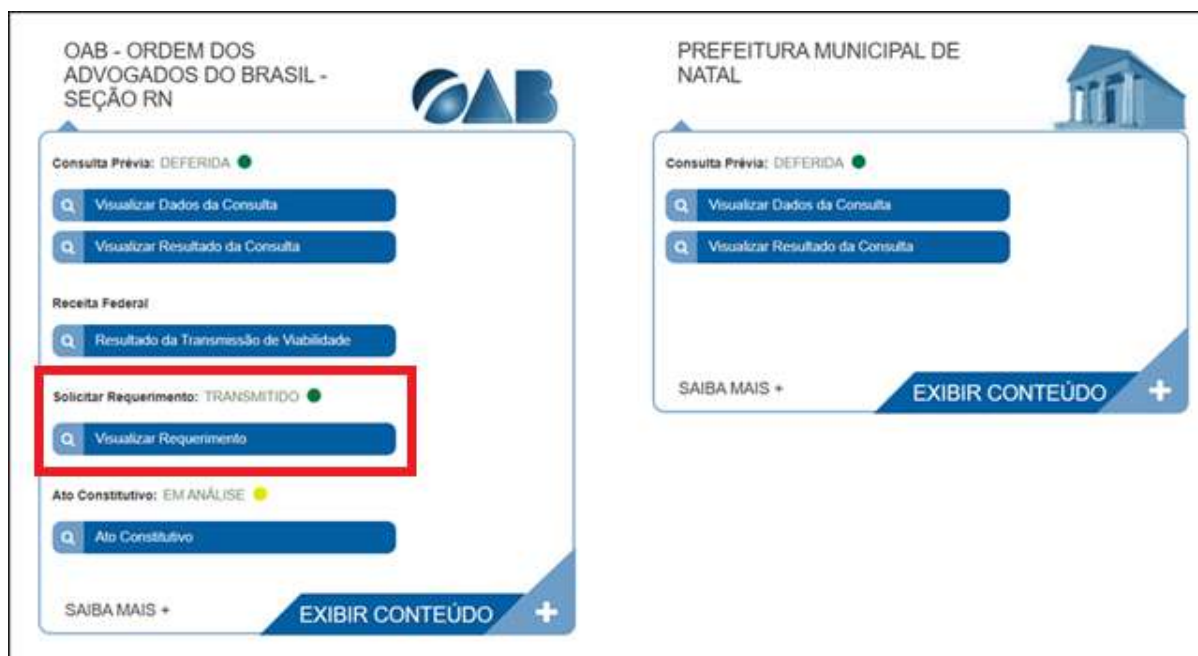 OAB - ORDEM DOS
ADVOGADOS DO BRASIL -
SEÇÃO RN
OAB
Consulta Prévia: DEFERIDA
Visualizar Dados da Consulta
Visualizar Resultado da Consulta
Receita Federal
Resultado da Transmissão de Viabilidade
Solicitar Requerimento: TRANSMITIDO
Visualizar Requerimento
Ato Constitutivo: EM ANÁLISE
Ato Constitutivo
SAIBA MAIS +
EXIBIR CONTEÚDO +
PREFEITURA MUNICIPAL DE
NATAL
Consulta Prévia: DEFERIDA
Visualizar Dados da Consulta
Visualizar Resultado da Consulta
SAIBA MAIS +
EXIBIR CONTEÚDO +